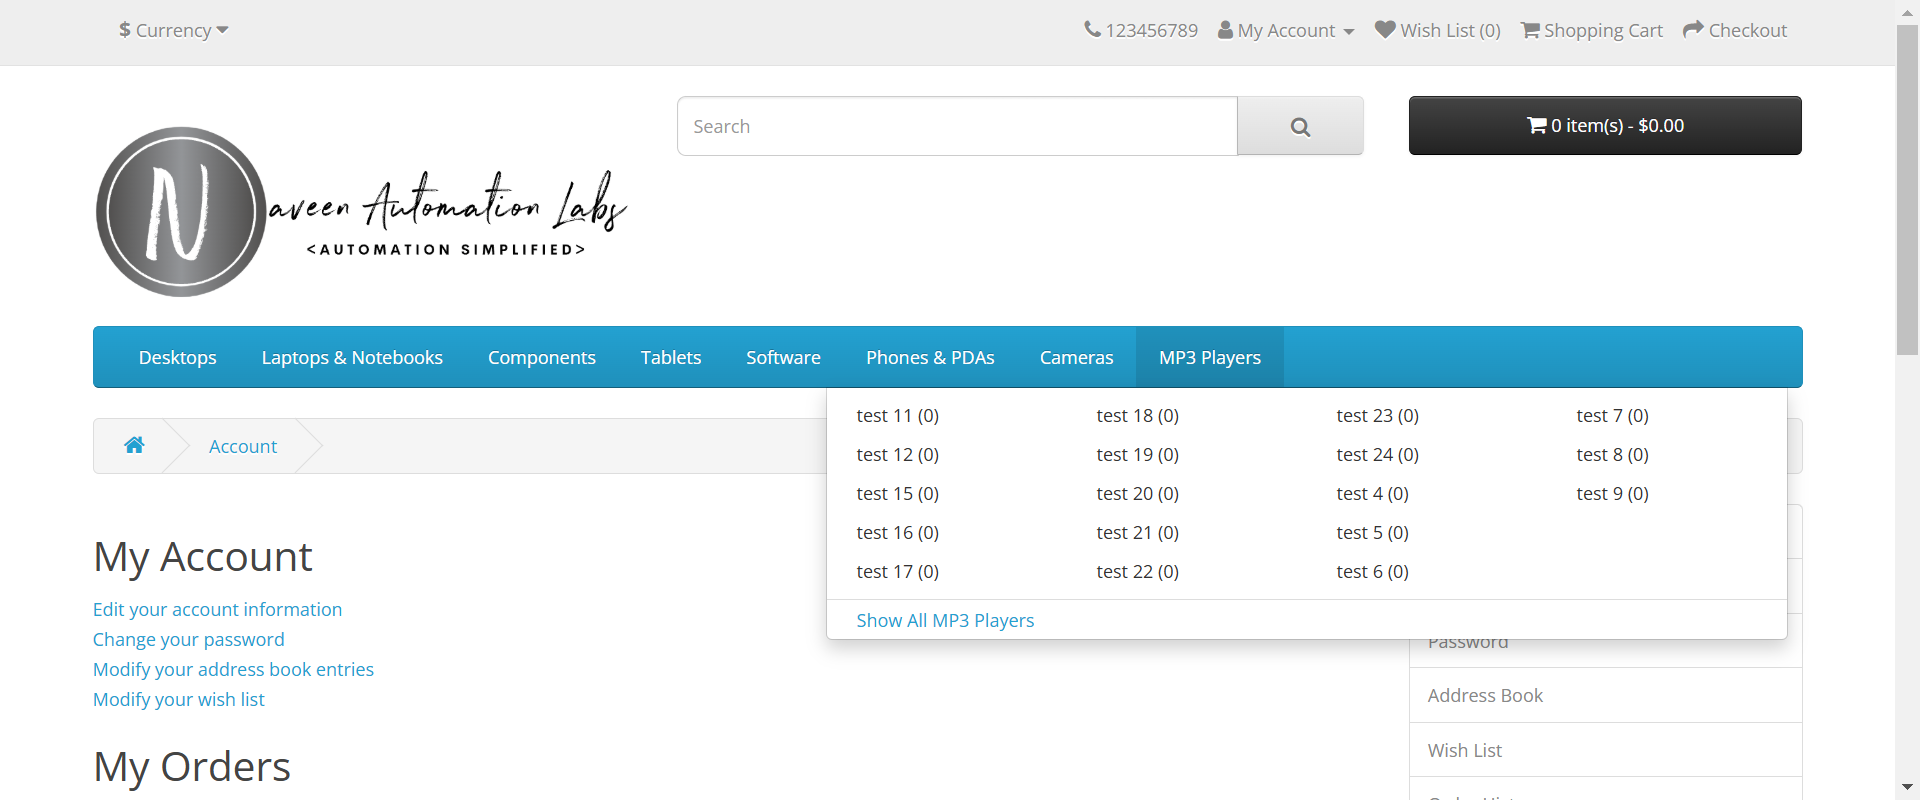 $ Currency
123456789 My Account Wish List (0) Shopping Cart Checkout
Search
0 item(s) - $0.00
N
aveen Automation Labs
<AUTOMATION SIMPLIFIED>
Desktops Laptops & Notebooks Components Tablets Software Phones & PDAs Cameras MP3 Players
test 11 (0) test 18 (0) test 23 (0) test 7 (0)
Account
test 12 (0) test 19 (0) test 24 (0) test 8 (0)
test 15 (0) test 20 (0) test 4 (0) test 9 (0)
test 16 (0) test 21 (0) test 5 (0)
test 17 (0) test 22 (0) test 6 (0)
Show All MP3 Players
My Account
Edit your account information
Change your password
Modify your address book entries
Modify your wish list
My Orders
Password
Address Book
Wish List